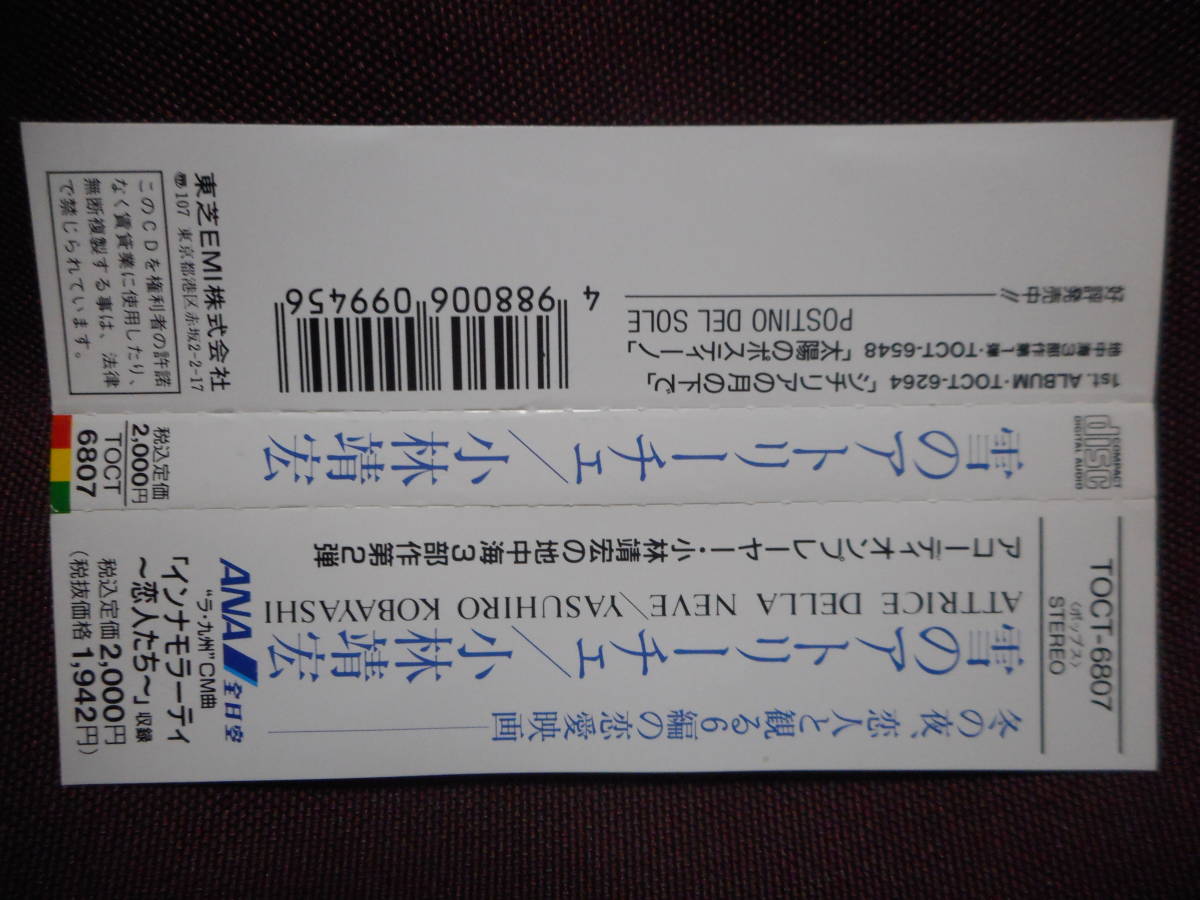 TOCT-6807
〈ポップス〉
STEREO
アコーディオンプレーヤー・小林靖宏の地中海3部作第2弾
ATTRICE DELLA NEVE／YASUHIRO KOBAYASHI
雪のアトリーチェ／小林靖宏
冬の夜、恋人と観る6編の恋愛映画
ANA 全日空
“ラ・九州”CM曲
「インナモラーティ
～恋人たち～」収録
税込定価2,000円
(税抜価格1,942円)
COMPACT
disc
DIGITAL AUDIO
雪のアトリーチェ／小林靖宏
税込定価
2,000円
TOCT
6807
1st. ALBUM・TOCT-6264「シチリアの月の下で」
地中海3部作第1弾・TOCT-6548「太陽のポスティーノ」
POSTINO DEL SOLE
好評発売中!!
4 988006 099456
東芝EMI株式会社
〠107 東京都港区赤坂2-2-17
このCDを権利者の許諾
なく賃貸業に使用したり、
無断複製する事は、法律
で禁じられています。